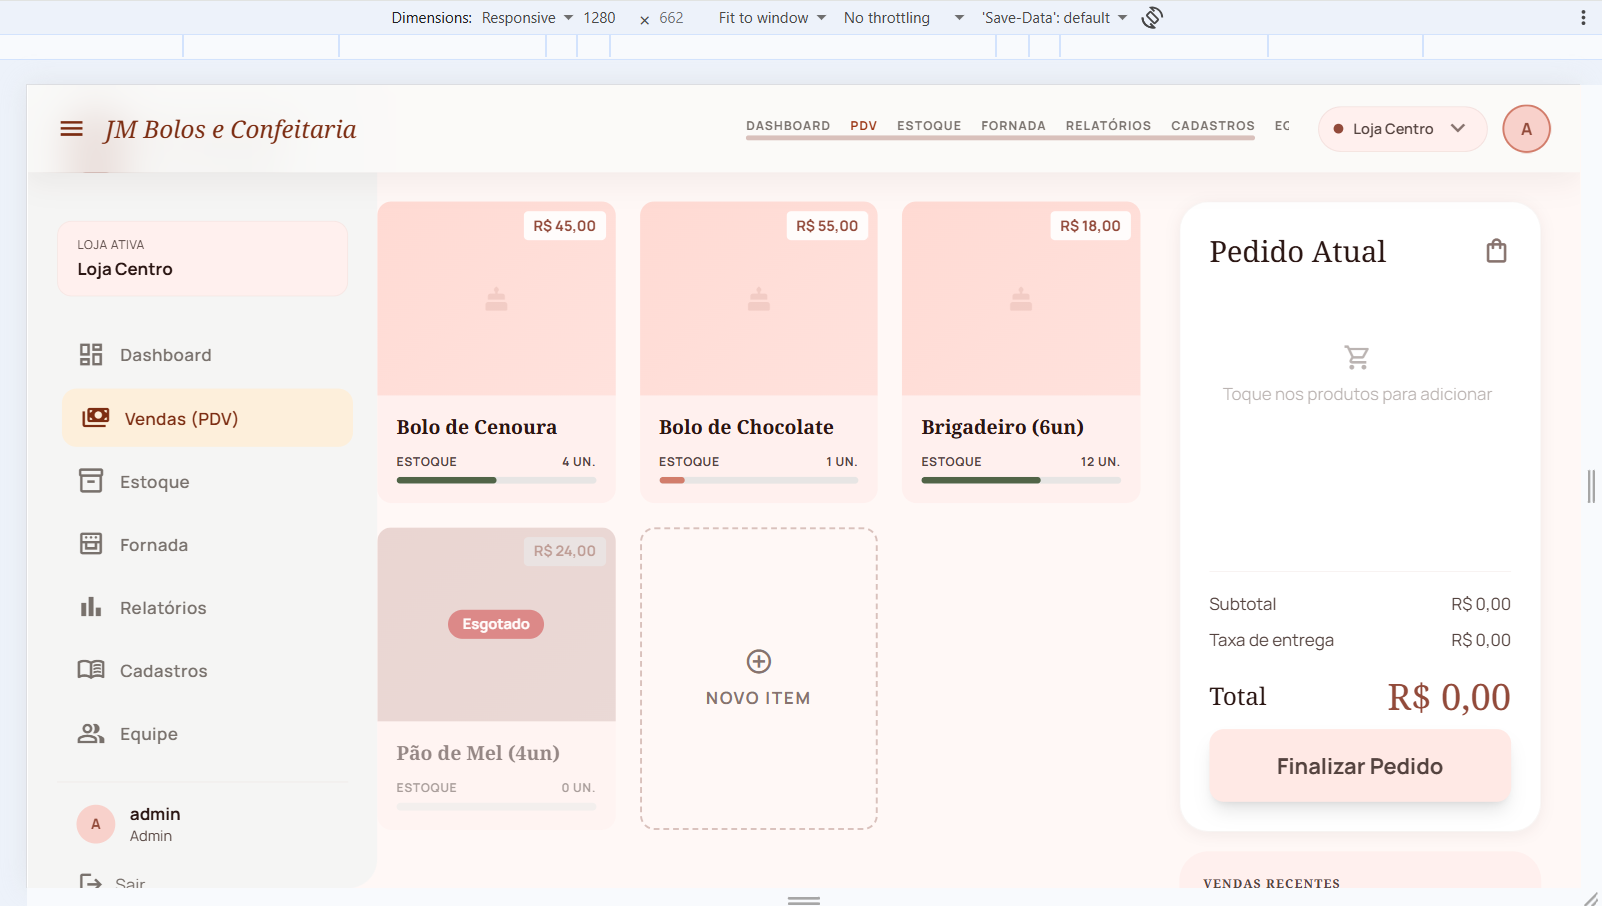 Dimensions: Responsive 1280 × 662 Fit to window No throttling 'Save-Data': default
JM Bolos e Confeitaria
DASHBOARD PDV ESTOQUE FORNADA RELATÓRIOS CADASTROS
Loja Centro
A
LOJA ATIVA
Loja Centro
Dashboard
Vendas (PDV)
Estoque
Fornada
Relatórios
Cadastros
Equipe
A
admin
Admin
Sair
R$ 45,00
Bolo de Cenoura
ESTOQUE 4 UN.
R$ 55,00
Bolo de Chocolate
ESTOQUE 1 UN.
R$ 18,00
Brigadeiro (6un)
ESTOQUE 12 UN.
R$ 24,00
Esgotado
Pão de Mel (4un)
ESTOQUE 0 UN.
NOVO ITEM
Pedido Atual
Toque nos produtos para adicionar
Subtotal R$ 0,00
Taxa de entrega R$ 0,00
Total R$ 0,00
Finalizar Pedido
VENDAS RECENTES